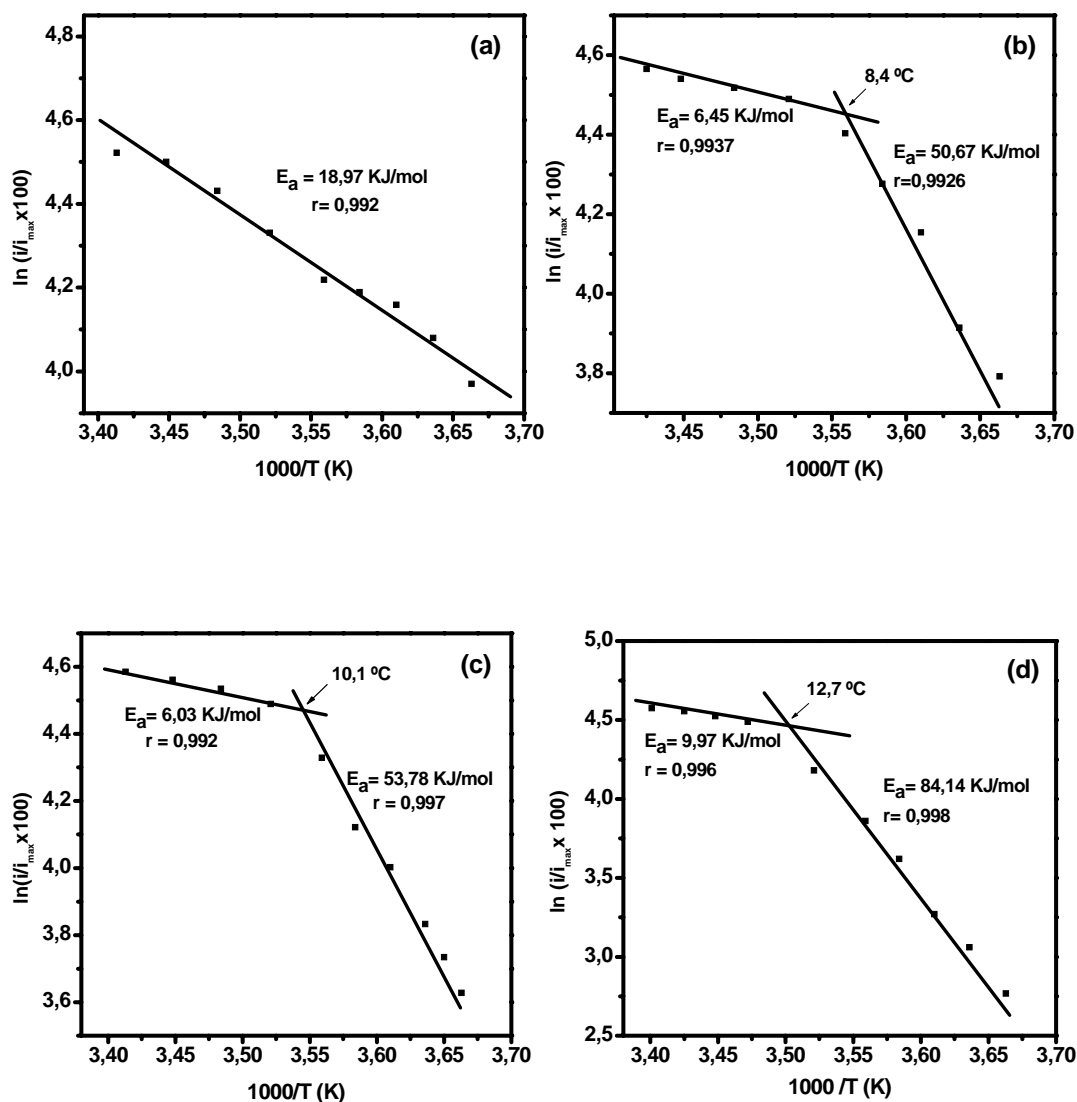 (a)
4,8
4,6
4,4
4,2
4,0
ln (i/i_max x100)
E_a = 18,97 KJ/mol
r= 0,992
3,40 3,45 3,50 3,55 3,60 3,65 3,70
1000/T (K)
(b)
4,6
4,4
4,2
4,0
3,8
ln (i/i_max x 100)
8,4 ºC
E_a= 6,45 KJ/mol
r= 0,9937
E_a= 50,67 KJ/mol
r=0,9926
3,45 3,50 3,55 3,60 3,65 3,70
1000/T (K)
(c)
4,6
4,4
4,2
4,0
3,8
3,6
ln(i/i_max x100)
10,1 ºC
E_a= 6,03 KJ/mol
r = 0,992
E_a= 53,78 KJ/mol
r = 0,997
3,40 3,45 3,50 3,55 3,60 3,65 3,70
1000/T (K)
(d)
5,0
4,5
4,0
3,5
3,0
2,5
ln (i/i_max x 100)
12,7 ºC
E_a= 9,97 KJ/mol
r = 0,996
E_a= 84,14 KJ/mol
r= 0,998
3,40 3,45 3,50 3,55 3,60 3,65 3,70
1000 /T (K)